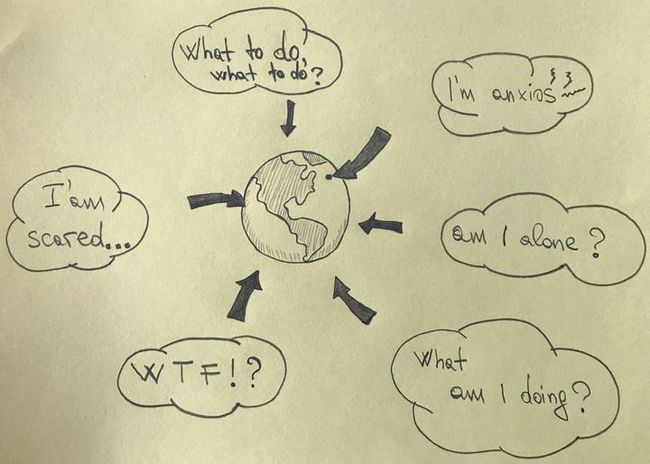 What to do,
what to do?
I'm anxios
I'am
scared...
am I alone?
WTF!?
What
am I doing?